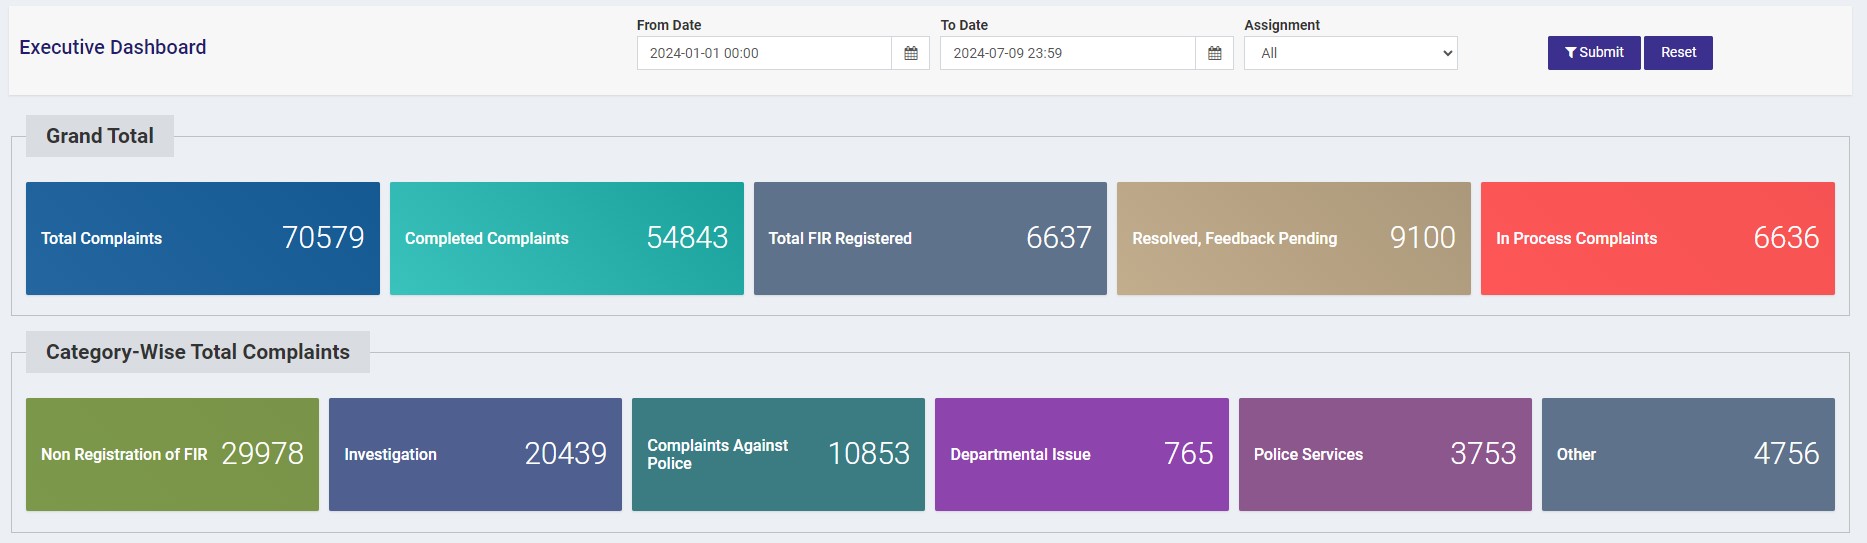 Executive Dashboard
From Date
2024-01-01 00:00
To Date
2024-07-09 23:59
Assignment
All
Submit
Reset
Grand Total
Total Complaints 70579
Completed Complaints 54843
Total FIR Registered 6637
Resolved, Feedback Pending 9100
In Process Complaints 6636
Category-Wise Total Complaints
Non Registration of FIR 29978
Investigation 20439
Complaints Against
Police
10853
Departmental Issue 765
Police Services 3753
Other 4756